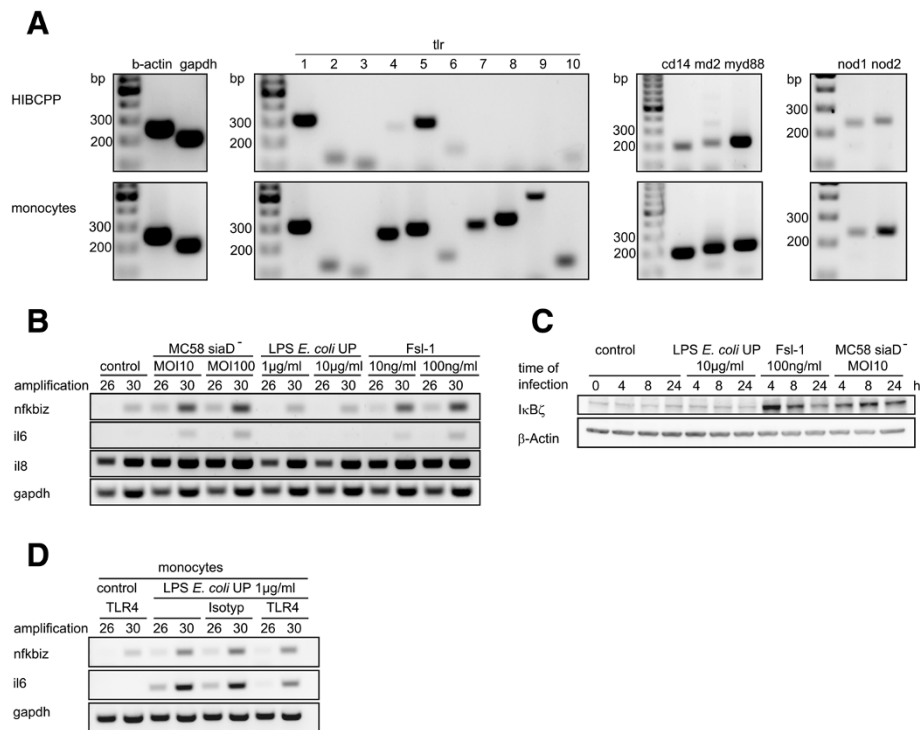 A
tlr
b-actin gapdh 1 2 3 4 5 6 7 8 9 10 cd14 md2 myd88 nod1 nod2
bp bp bp bp
HIBCPP
300 300 300 300
200 200 200 200
monocytes
300 300 300 300
200 200 200 200
B
MC58 siaD⁻ LPS E. coli UP Fsl-1
control MOI10 MOI100 1µg/ml 10µg/ml 10ng/ml 100ng/ml
amplification 26 30 26 30 26 30 26 30 26 30 26 30 26 30
nfkbiz
il6
il8
gapdh
C
control LPS E. coli UP Fsl-1 MC58 siaD⁻
10µg/ml 100ng/ml MOI10
time of
infection 0 4 8 24 4 8 24 4 8 24 4 8 24 h
IκBζ
β-Actin
D
monocytes
control LPS E. coli UP 1µg/ml
TLR4 Isotyp TLR4
amplification 26 30 26 30 26 30 26 30
nfkbiz
il6
gapdh